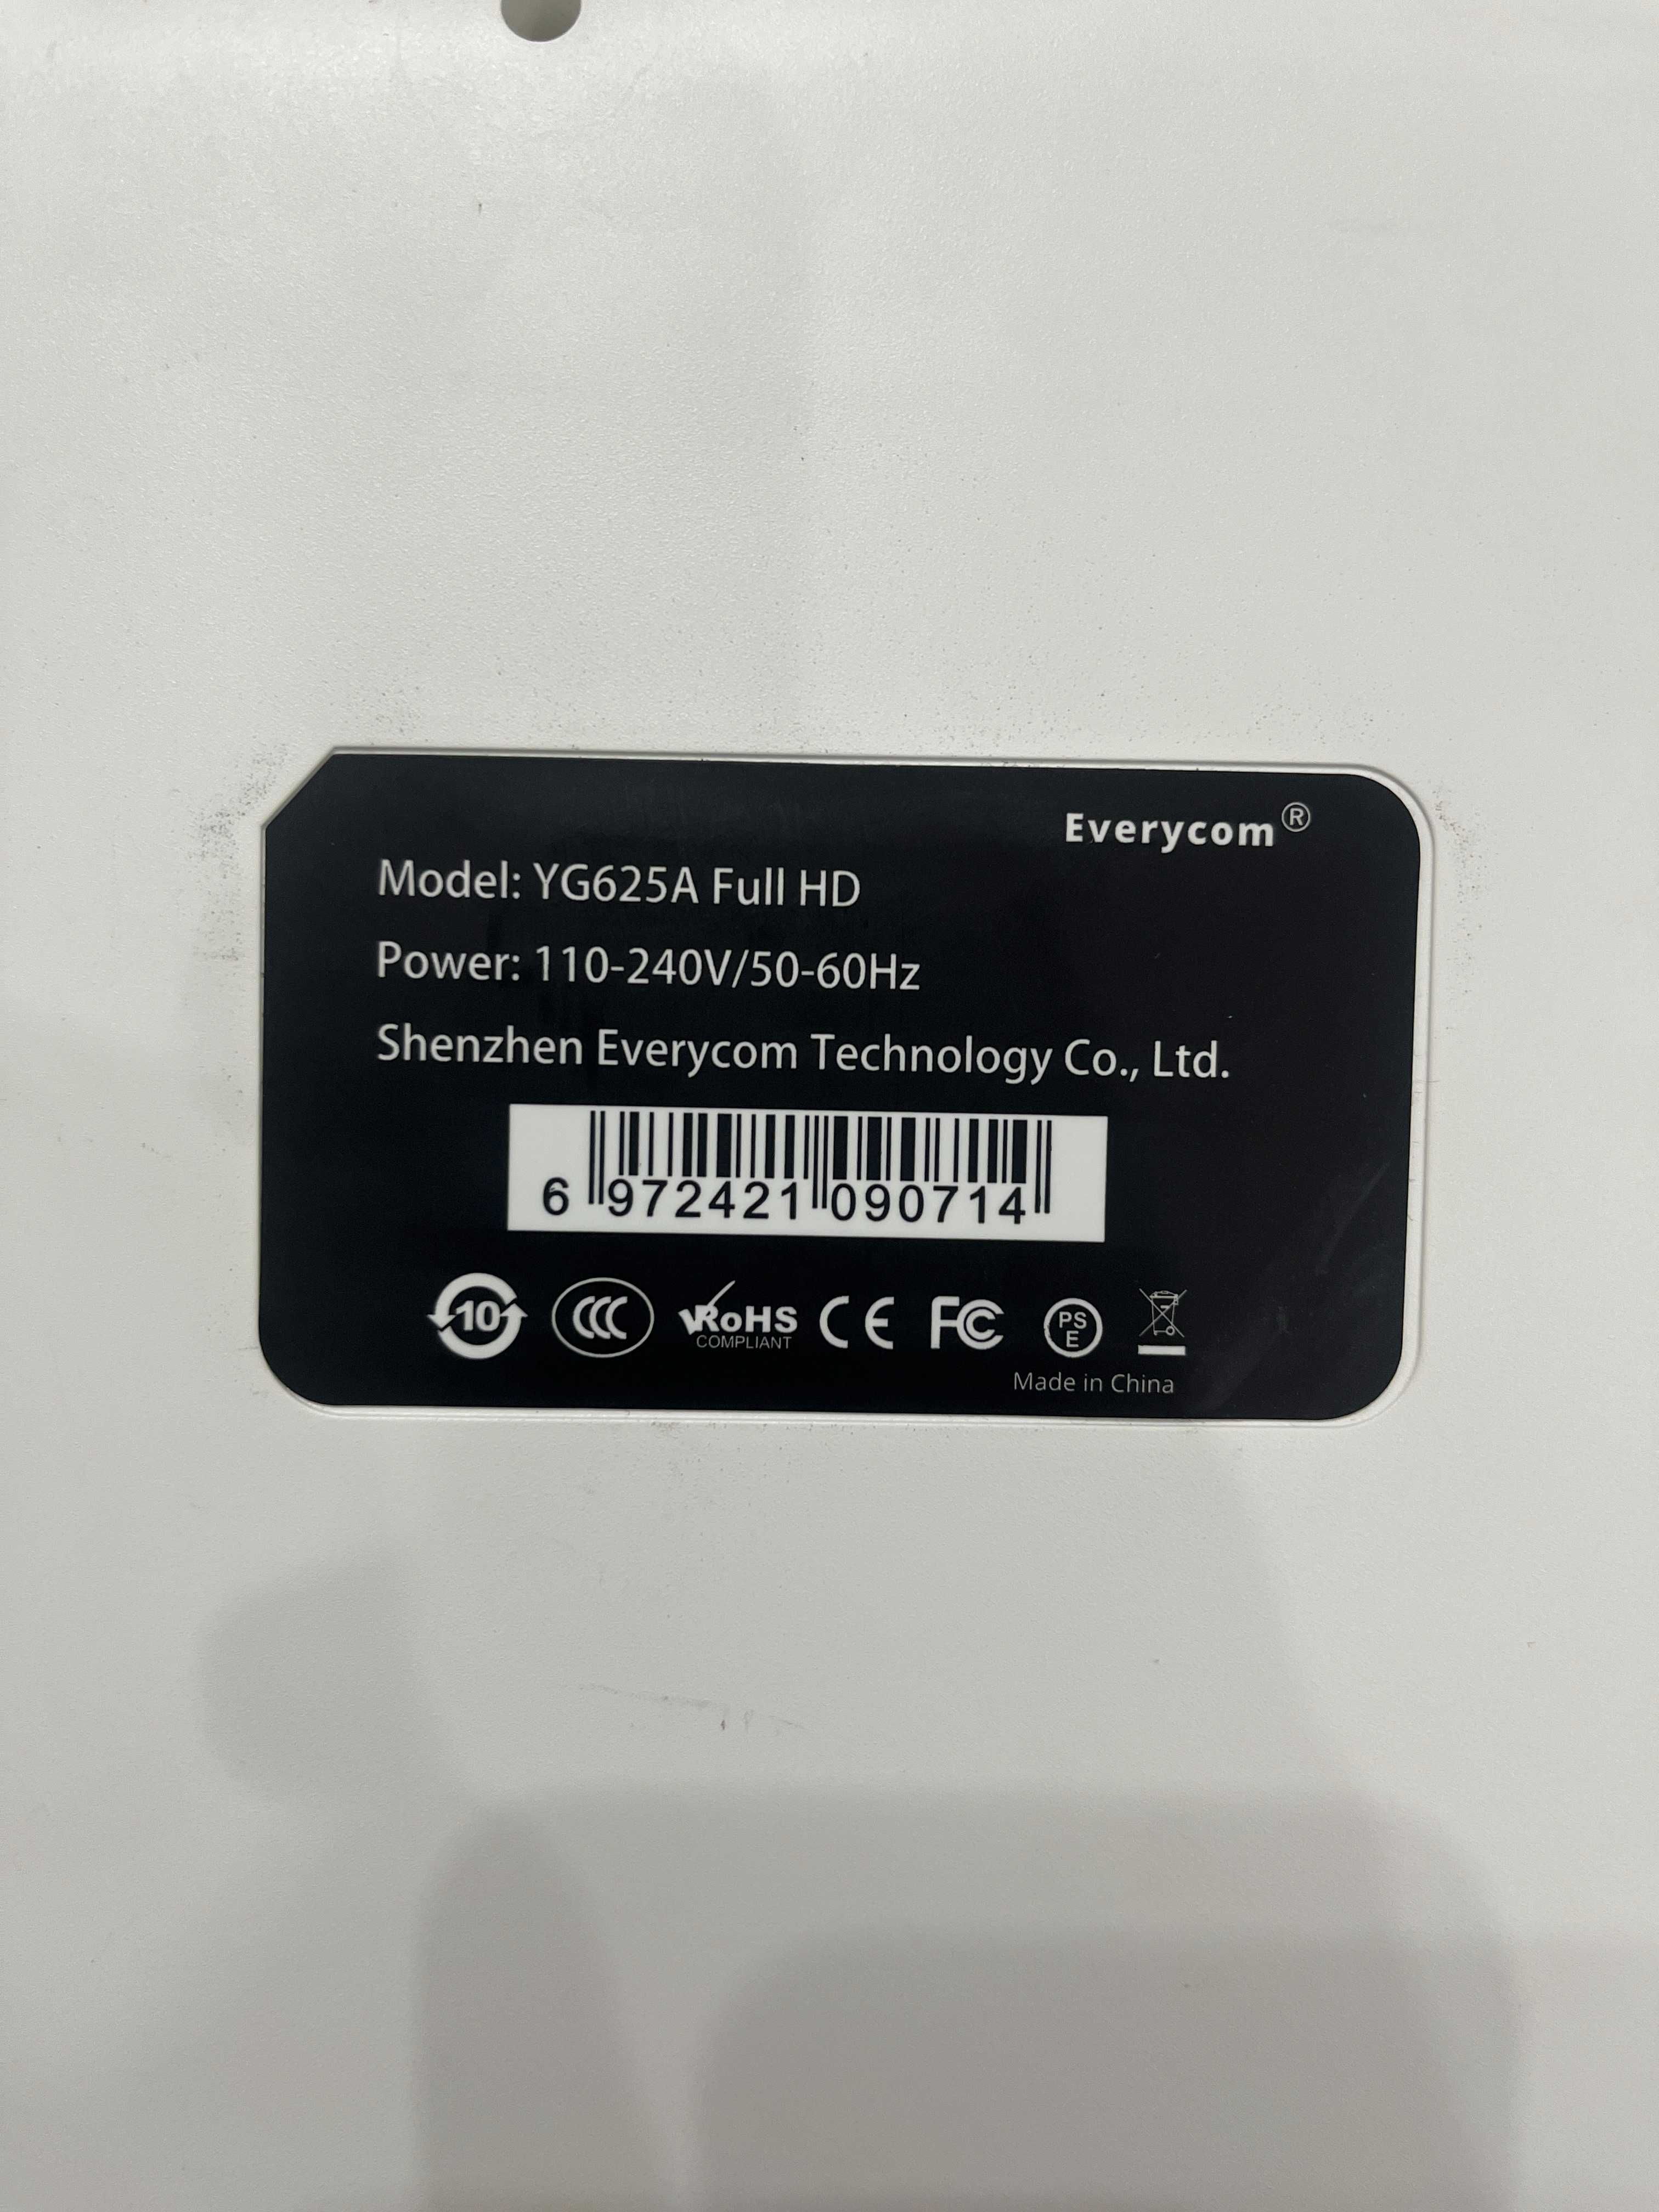 Everycom®
Model: YG625A Full HD
Power: 110-240V/50-60Hz
Shenzhen Everycom Technology Co., Ltd.
6 972421 090714
10 CCC RoHS CE FC PS
COMPLIANT E
Made in China